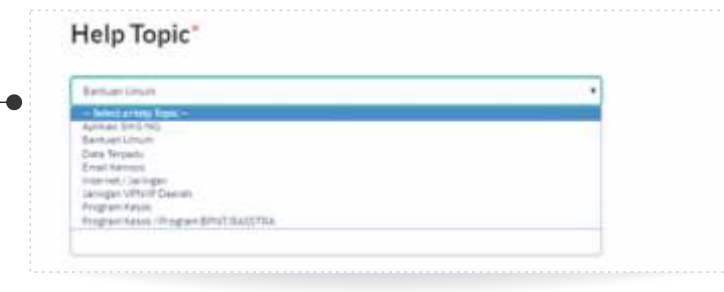 Help Topic*
Bantuan Umum
-- Select a Help Topic --
Aplikasi SIKS-NG
Bantuan Umum
Data Terpadu
Email Kemsos
Internet / Jaringan
Jaringan VPN/IP Daerah
Program Kesos
Program Kesos / Program BPNT/RASTRA